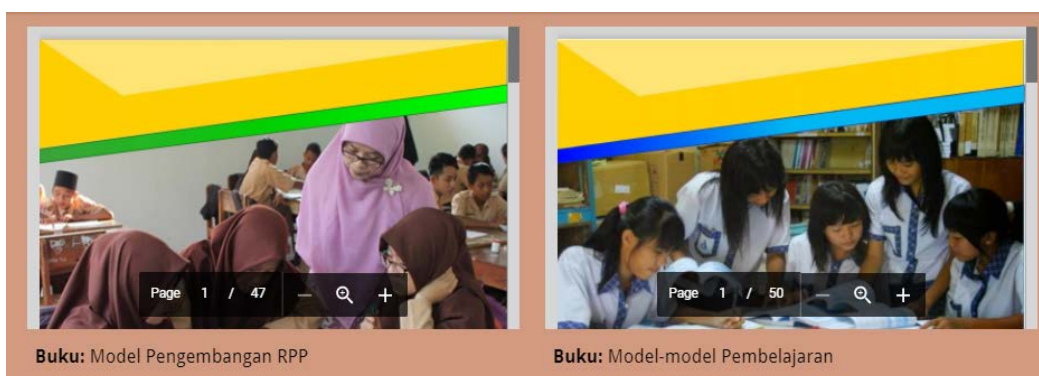 Page 1 / 47 — +
Page 1 / 50 — +
Buku: Model Pengembangan RPP
Buku: Model-model Pembelajaran